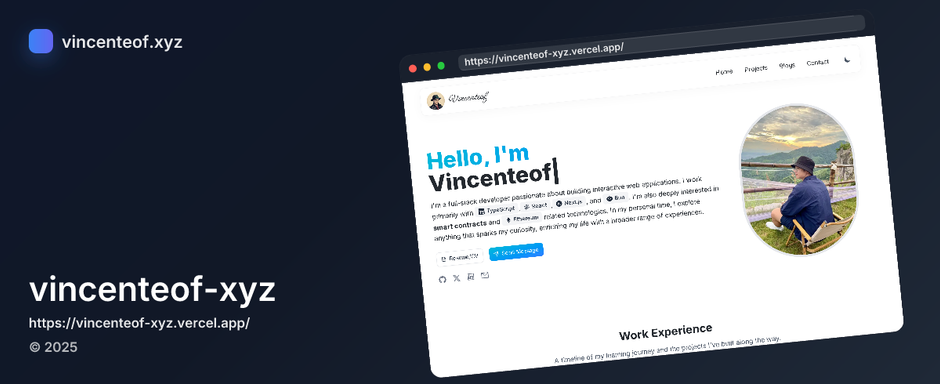 vincenteof.xyz
vincenteof-xyz
https://vincenteof-xyz.vercel.app/
© 2025
https://vincenteof-xyz.vercel.app/
Vincenteof
Home Projects Blogs Contact
Hello, I'm
Vincenteof
I'm a full-stack developer passionate about building interactive web applications. I work
primarily with TypeScript, React, Next.js, and Bun. I'm also deeply interested in
smart contracts and Ethereum related technologies. In my personal time, I explore
anything that sparks my curiosity, enriching my life with a broader range of experiences.
Resume/CV Send Message
Work Experience
A timeline of my learning journey and the projects I've built along the way.